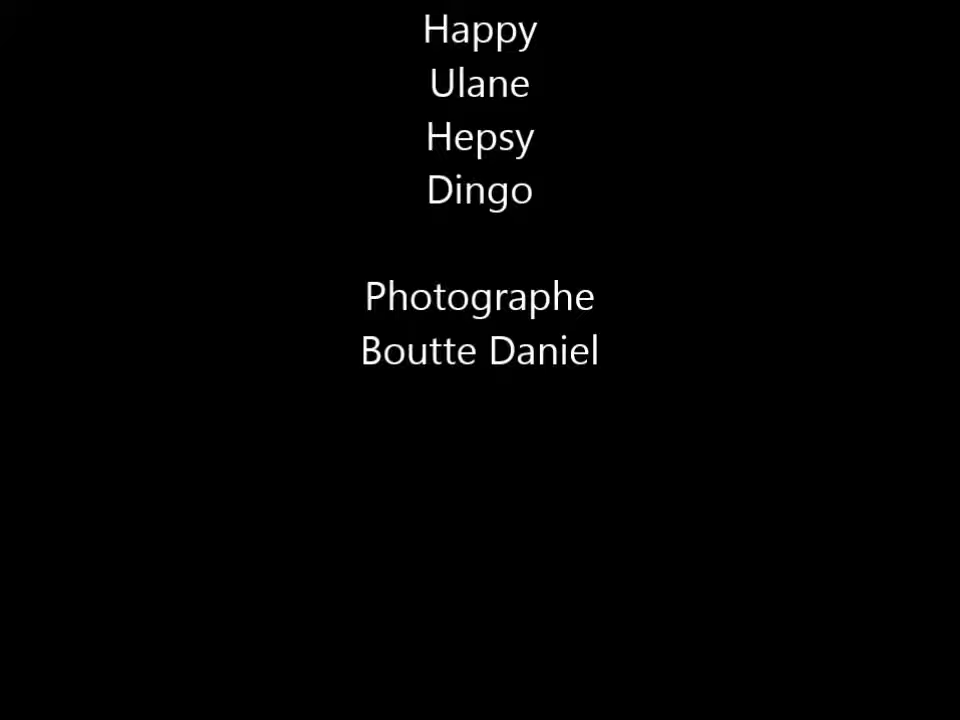 Happy
Ulane
Hepsy
Dingo
Photographe
Boutte Daniel